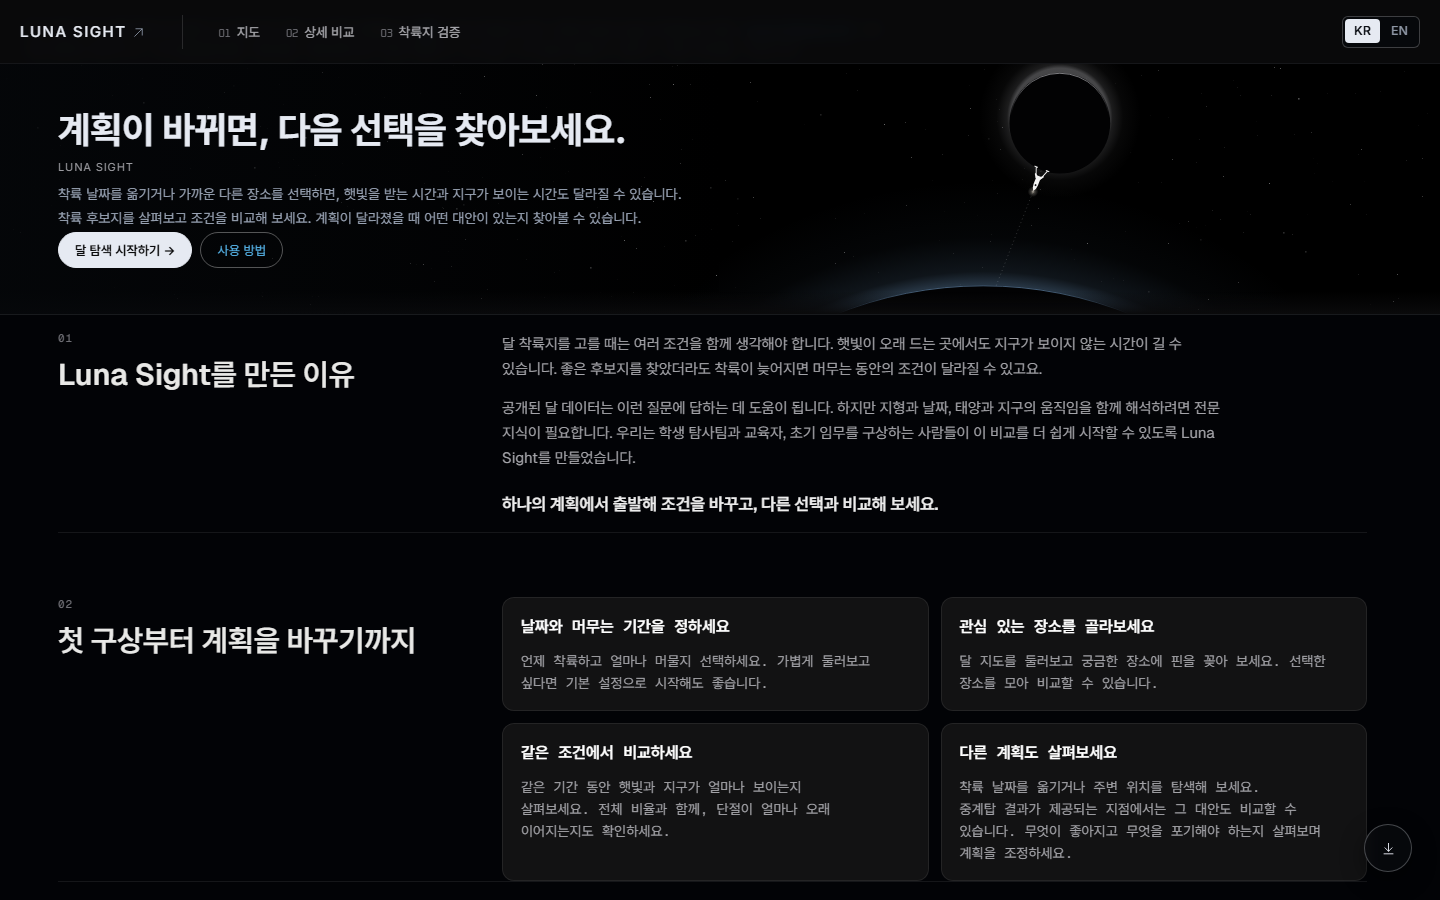 LUNA SIGHT
01 지도
02 상세 비교
03 착륙지 검증
KR
EN
계획이 바뀌면, 다음 선택을 찾아보세요.
LUNA SIGHT
착륙 날짜를 옮기거나 가까운 다른 장소를 선택하면, 햇빛을 받는 시간과 지구가 보이는 시간도 달라질 수 있습니다.
착륙 후보지를 살펴보고 조건을 비교해 보세요. 계획이 달라졌을 때 어떤 대안이 있는지 찾아볼 수 있습니다.
달 탐색 시작하기 →
사용 방법
01
Luna Sight를 만든 이유
달 착륙지를 고를 때는 여러 조건을 함께 생각해야 합니다. 햇빛이 오래 드는 곳에서도 지구가 보이지 않는 시간이 길 수
있습니다. 좋은 후보지를 찾았더라도 착륙이 늦어지면 머무는 동안의 조건이 달라질 수 있고요.
공개된 달 데이터는 이런 질문에 답하는 데 도움이 됩니다. 하지만 지형과 날짜, 태양과 지구의 움직임을 함께 해석하려면 전문
지식이 필요합니다. 우리는 학생 탐사팀과 교육자, 초기 임무를 구상하는 사람들이 이 비교를 더 쉽게 시작할 수 있도록 Luna
Sight를 만들었습니다.
하나의 계획에서 출발해 조건을 바꾸고, 다른 선택과 비교해 보세요.
02
첫 구상부터 계획을 바꾸기까지
날짜와 머무는 기간을 정하세요
언제 착륙하고 얼마나 머물지 선택하세요. 가볍게 둘러보고
싶다면 기본 설정으로 시작해도 좋습니다.
관심 있는 장소를 골라보세요
달 지도를 둘러보고 궁금한 장소에 핀을 꽂아 보세요. 선택한
장소를 모아 비교할 수 있습니다.
같은 조건에서 비교하세요
같은 기간 동안 햇빛과 지구가 얼마나 보이는지
살펴보세요. 전체 비율과 함께, 단절이 얼마나 오래
이어지는지도 확인하세요.
다른 계획도 살펴보세요
착륙 날짜를 옮기거나 주변 위치를 탐색해 보세요.
중계탑 결과가 제공되는 지점에서는 그 대안도 비교할 수
있습니다. 무엇이 좋아지고 무엇을 포기해야 하는지 살펴보며
계획을 조정하세요.